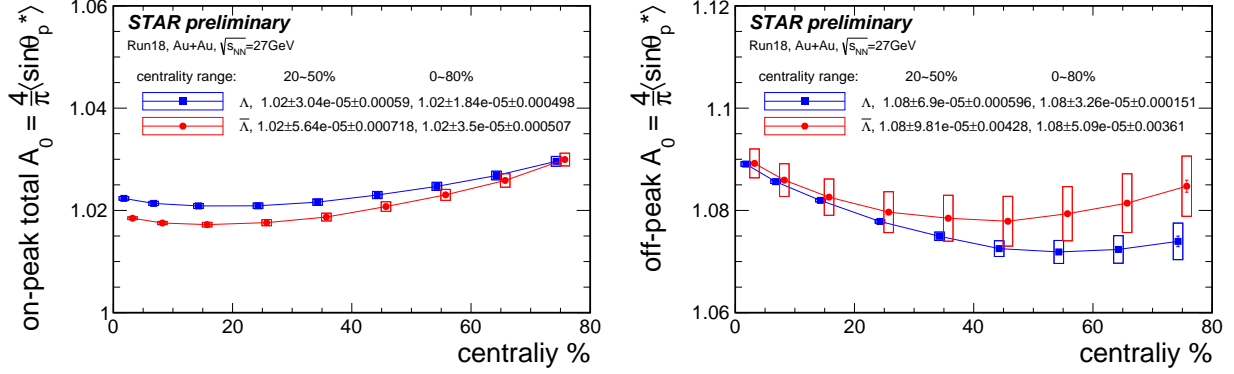 STAR preliminary
Run18, Au+Au, √s_NN=27GeV
centrality range: 20~50% 0~80%
Λ, 1.02±3.04e-05±0.00059, 1.02±1.84e-05±0.000498
Λ̅, 1.02±5.64e-05±0.000718, 1.02±3.5e-05±0.000507
on-peak total A_0 = 4/π⟨sinθ_p*⟩
1.06
1.04
1.02
1
0 20 40 60 80
centraliy %
STAR preliminary
Run18, Au+Au, √s_NN=27GeV
centrality range: 20~50% 0~80%
Λ, 1.08±6.9e-05±0.000596, 1.08±3.26e-05±0.000151
Λ̅, 1.08±9.81e-05±0.00428, 1.08±5.09e-05±0.00361
off-peak A_0 = 4/π⟨sinθ_p*⟩
1.12
1.1
1.08
1.06
0 20 40 60 80
centraliy %